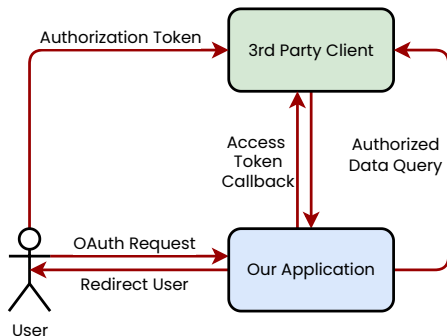 Authorization Token
3rd Party Client
Access
Token
Callback
Authorized
Data Query
OAuth Request
Our Application
Redirect User
User